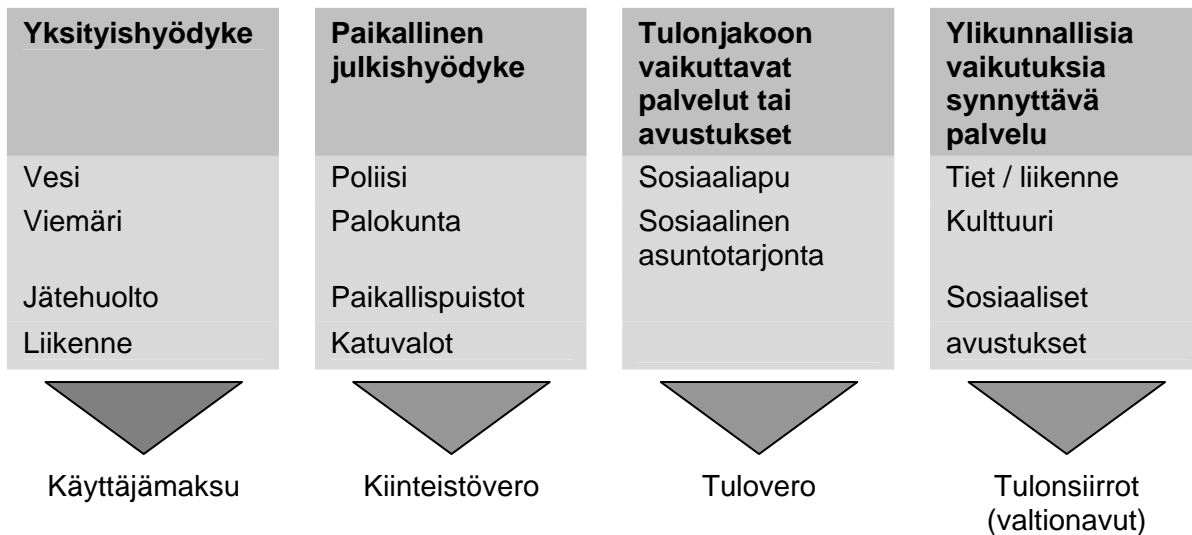 Yksityishyödyke
Vesi
Viemäri
Jätehuolto
Liikenne
Käyttäjämaksu
Paikallinen
julkishyödyke
Poliisi
Palokunta
Paikallispuistot
Katuvalot
Kiinteistövero
Tulonjakoon
vaikuttavat
palvelut tai
avustukset
Sosiaaliapu
Sosiaalinen
asuntotarjonta
Tulovero
Ylikunnallisia
vaikutuksia
synnyttävä
palvelu
Tiet / liikenne
Kulttuuri
Sosiaaliset
avustukset
Tulonsiirrot
(valtionavut)